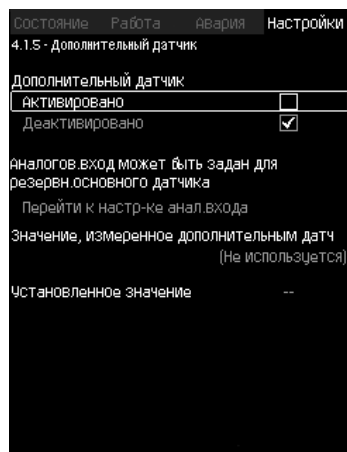 Состояние Работа Авария Настройки
4.1.5 - Дополнительный датчик
Дополнительный датчик
Активировано
Деактивировано
Аналогов.вход может быть задан для
резервн.основного датчика
Перейти к настр-ке анал.входа
Значение, измеренное дополнительным датч
(Не используется)
Установленное значение --